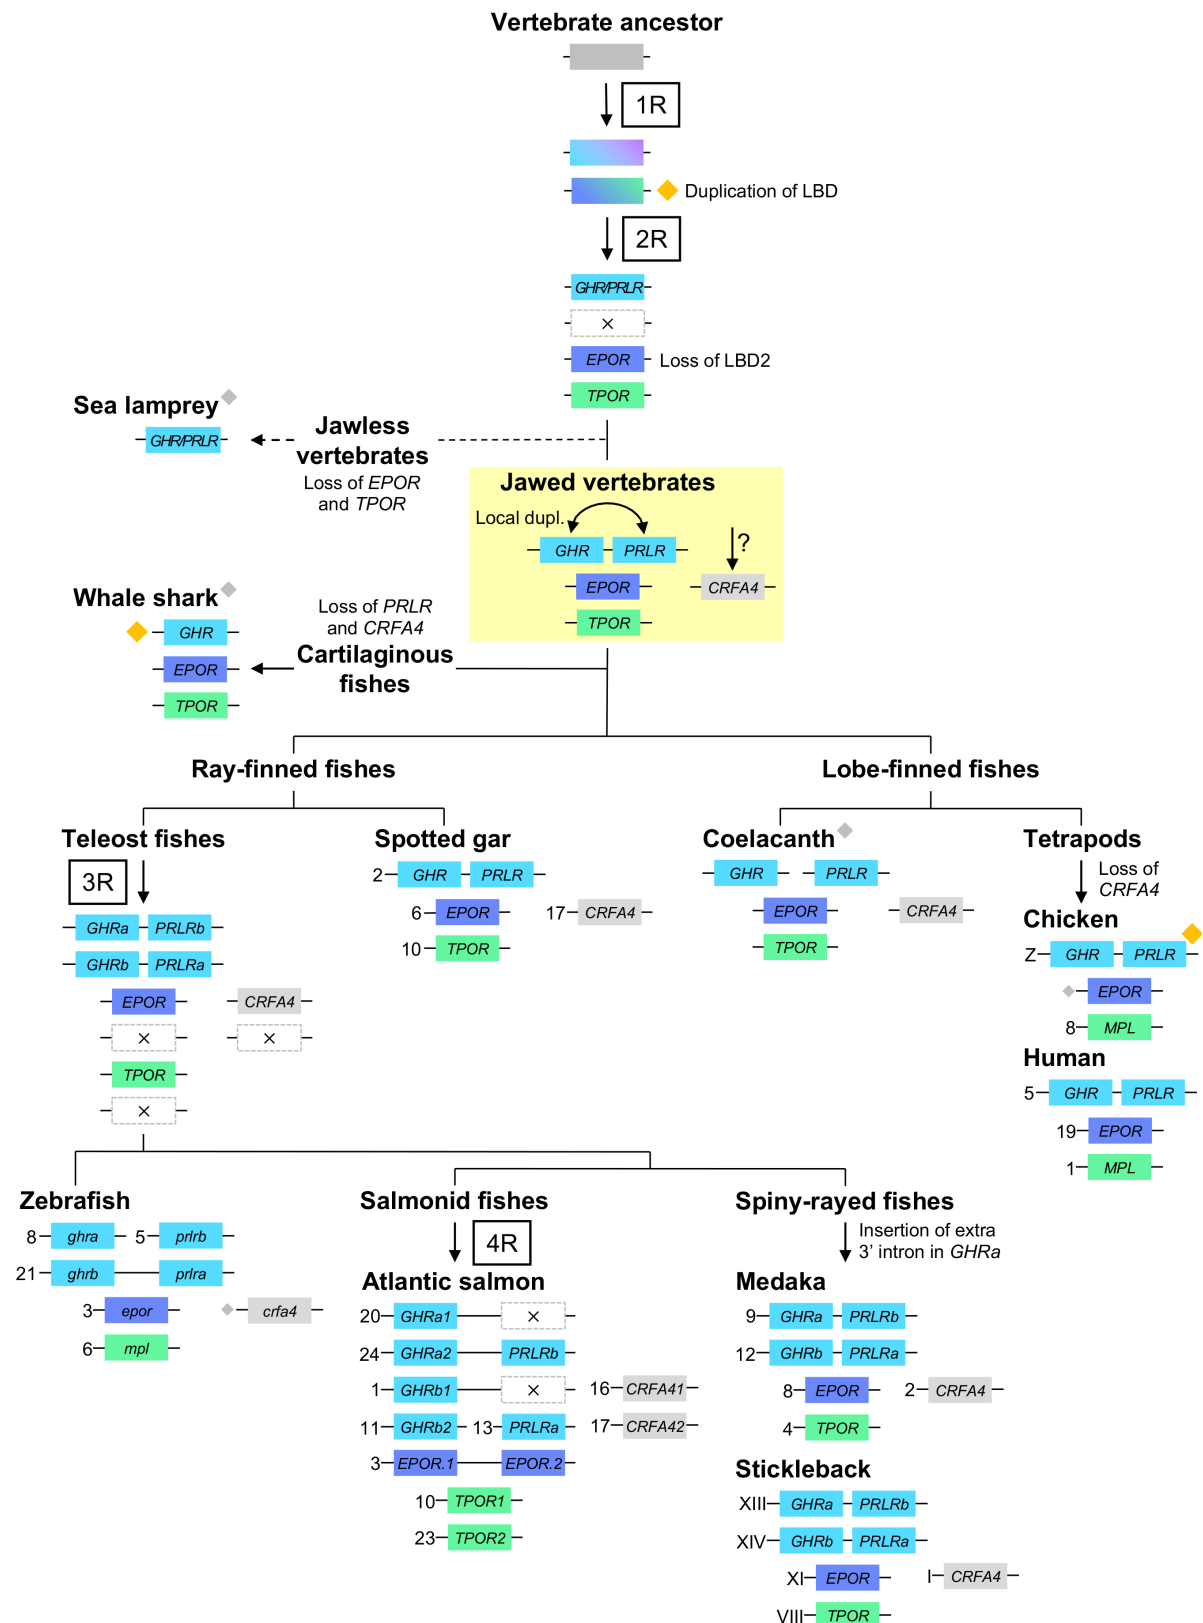 Vertebrate ancestor
1R
Duplication of LBD
2R
GHR/PRLR
×
EPOR Loss of LBD2
TPOR
Sea lamprey
GHR/PRLR
Jawless
vertebrates
Loss of EPOR
and TPOR
Jawed vertebrates
Local dupl.
GHR PRLR
?
EPOR CRFA4
TPOR
Whale shark
GHR
EPOR
TPOR
Loss of PRLR
and CRFA4
Cartilaginous
fishes
Ray-finned fishes
Lobe-finned fishes
Teleost fishes
3R
GHRa PRLRb
GHRb PRLRa
EPOR CRFA4
× ×
TPOR
×
Spotted gar
2 GHR PRLR
6 EPOR 17 CRFA4
10 TPOR
Coelacanth
GHR PRLR
EPOR CRFA4
TPOR
Tetrapods
Loss of
CRFA4
Chicken
Z GHR PRLR
EPOR
8 MPL
Human
5 GHR PRLR
19 EPOR
1 MPL
Zebrafish
8 ghra 5 prlrb
21 ghrb prlra
3 epor crfa4
6 mpl
Salmonid fishes
4R
Atlantic salmon
20 GHRa1 ×
24 GHRa2 PRLRb
1 GHRb1 × 16 CRFA41
11 GHRb2 13 PRLRa 17 CRFA42
3 EPOR.1 EPOR.2
10 TPOR1
23 TPOR2
Spiny-rayed fishes
Insertion of extra
3’ intron in GHRa
Medaka
9 GHRa PRLRb
12 GHRb PRLRa
8 EPOR 2 CRFA4
4 TPOR
Stickleback
XIII GHRa PRLRb
XIV GHRb PRLRa
XI EPOR I CRFA4
VIII TPOR